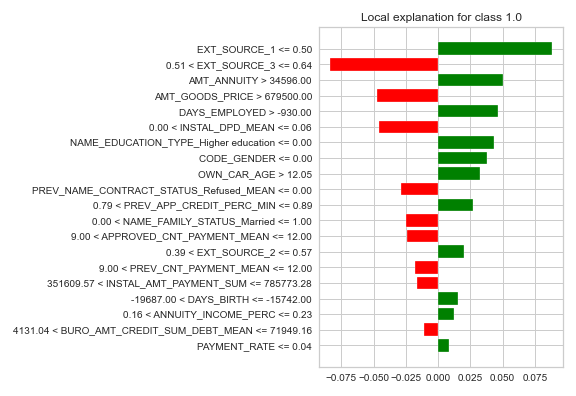 Local explanation for class 1.0
EXT_SOURCE_1 <= 0.50
0.51 < EXT_SOURCE_3 <= 0.64
AMT_ANNUITY > 34596.00
AMT_GOODS_PRICE > 679500.00
DAYS_EMPLOYED > -930.00
0.00 < INSTAL_DPD_MEAN <= 0.06
NAME_EDUCATION_TYPE_Higher education <= 0.00
CODE_GENDER <= 0.00
OWN_CAR_AGE > 12.05
PREV_NAME_CONTRACT_STATUS_Refused_MEAN <= 0.00
0.79 < PREV_APP_CREDIT_PERC_MIN <= 0.89
0.00 < NAME_FAMILY_STATUS_Married <= 1.00
9.00 < APPROVED_CNT_PAYMENT_MEAN <= 12.00
0.39 < EXT_SOURCE_2 <= 0.57
9.00 < PREV_CNT_PAYMENT_MEAN <= 12.00
351609.57 < INSTAL_AMT_PAYMENT_SUM <= 785773.28
-19687.00 < DAYS_BIRTH <= -15742.00
0.16 < ANNUITY_INCOME_PERC <= 0.23
4131.04 < BURO_AMT_CREDIT_SUM_DEBT_MEAN <= 71949.16
PAYMENT_RATE <= 0.04
−0.075 −0.050 −0.025 0.000 0.025 0.050 0.075